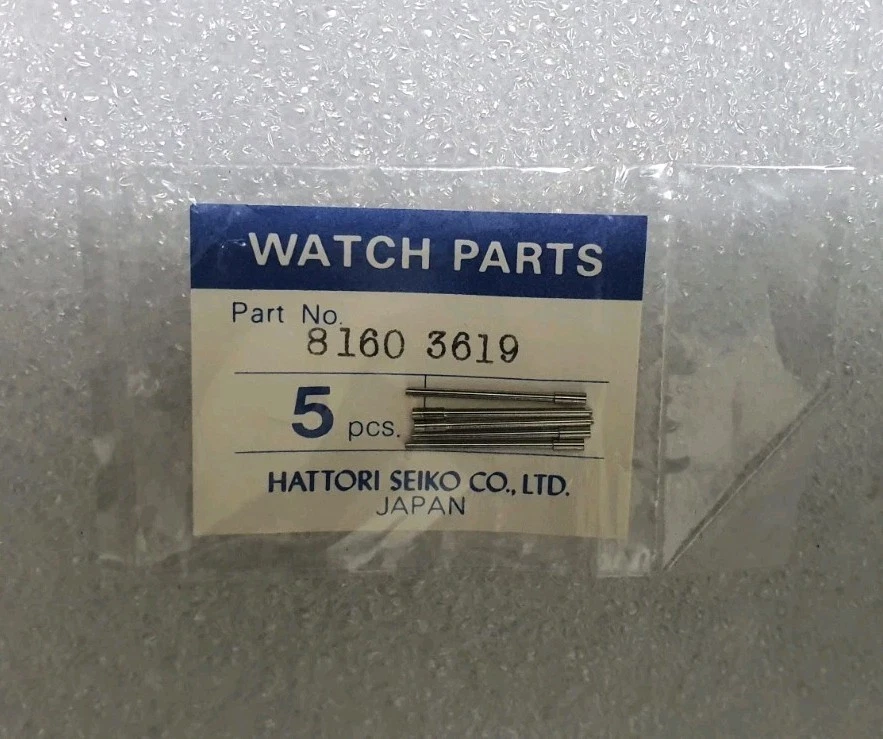 WATCH PARTS
Part No.
8160 3619
5 pcs.
HATTORI SEIKO CO., LTD.
JAPAN